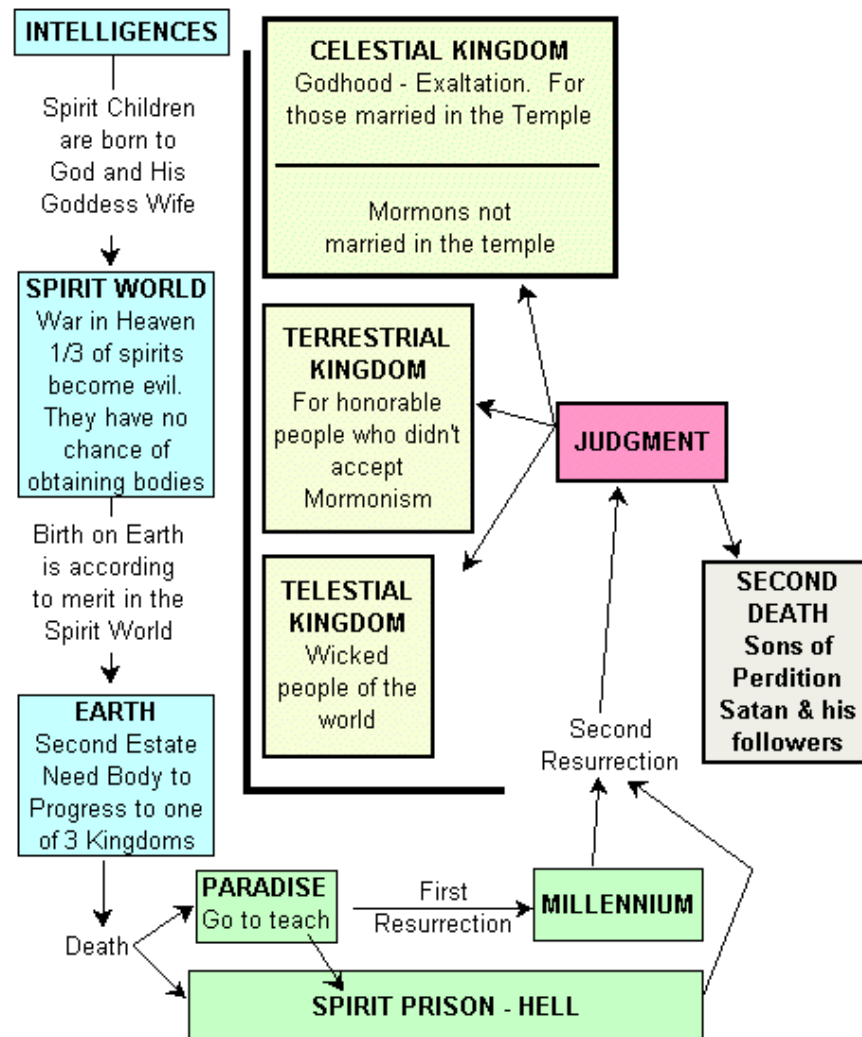 INTELLIGENCES
Spirit Children
are born to
God and His
Goddess Wife
SPIRIT WORLD
War in Heaven
1/3 of spirits
become evil.
They have no
chance of
obtaining bodies
Birth on Earth
is according
to merit in the
Spirit World
EARTH
Second Estate
Need Body to
Progress to one
of 3 Kingdoms
Death
PARADISE
Go to teach
First
Resurrection
MILLENNIUM
SPIRIT PRISON - HELL
Second
Resurrection
JUDGMENT
CELESTIAL KINGDOM
Godhood - Exaltation. For
those married in the Temple
Mormons not
married in the temple
TERRESTRIAL
KINGDOM
For honorable
people who didn't
accept
Mormonism
TELESTIAL
KINGDOM
Wicked
people of the
world
SECOND
DEATH
Sons of
Perdition
Satan & his
followers